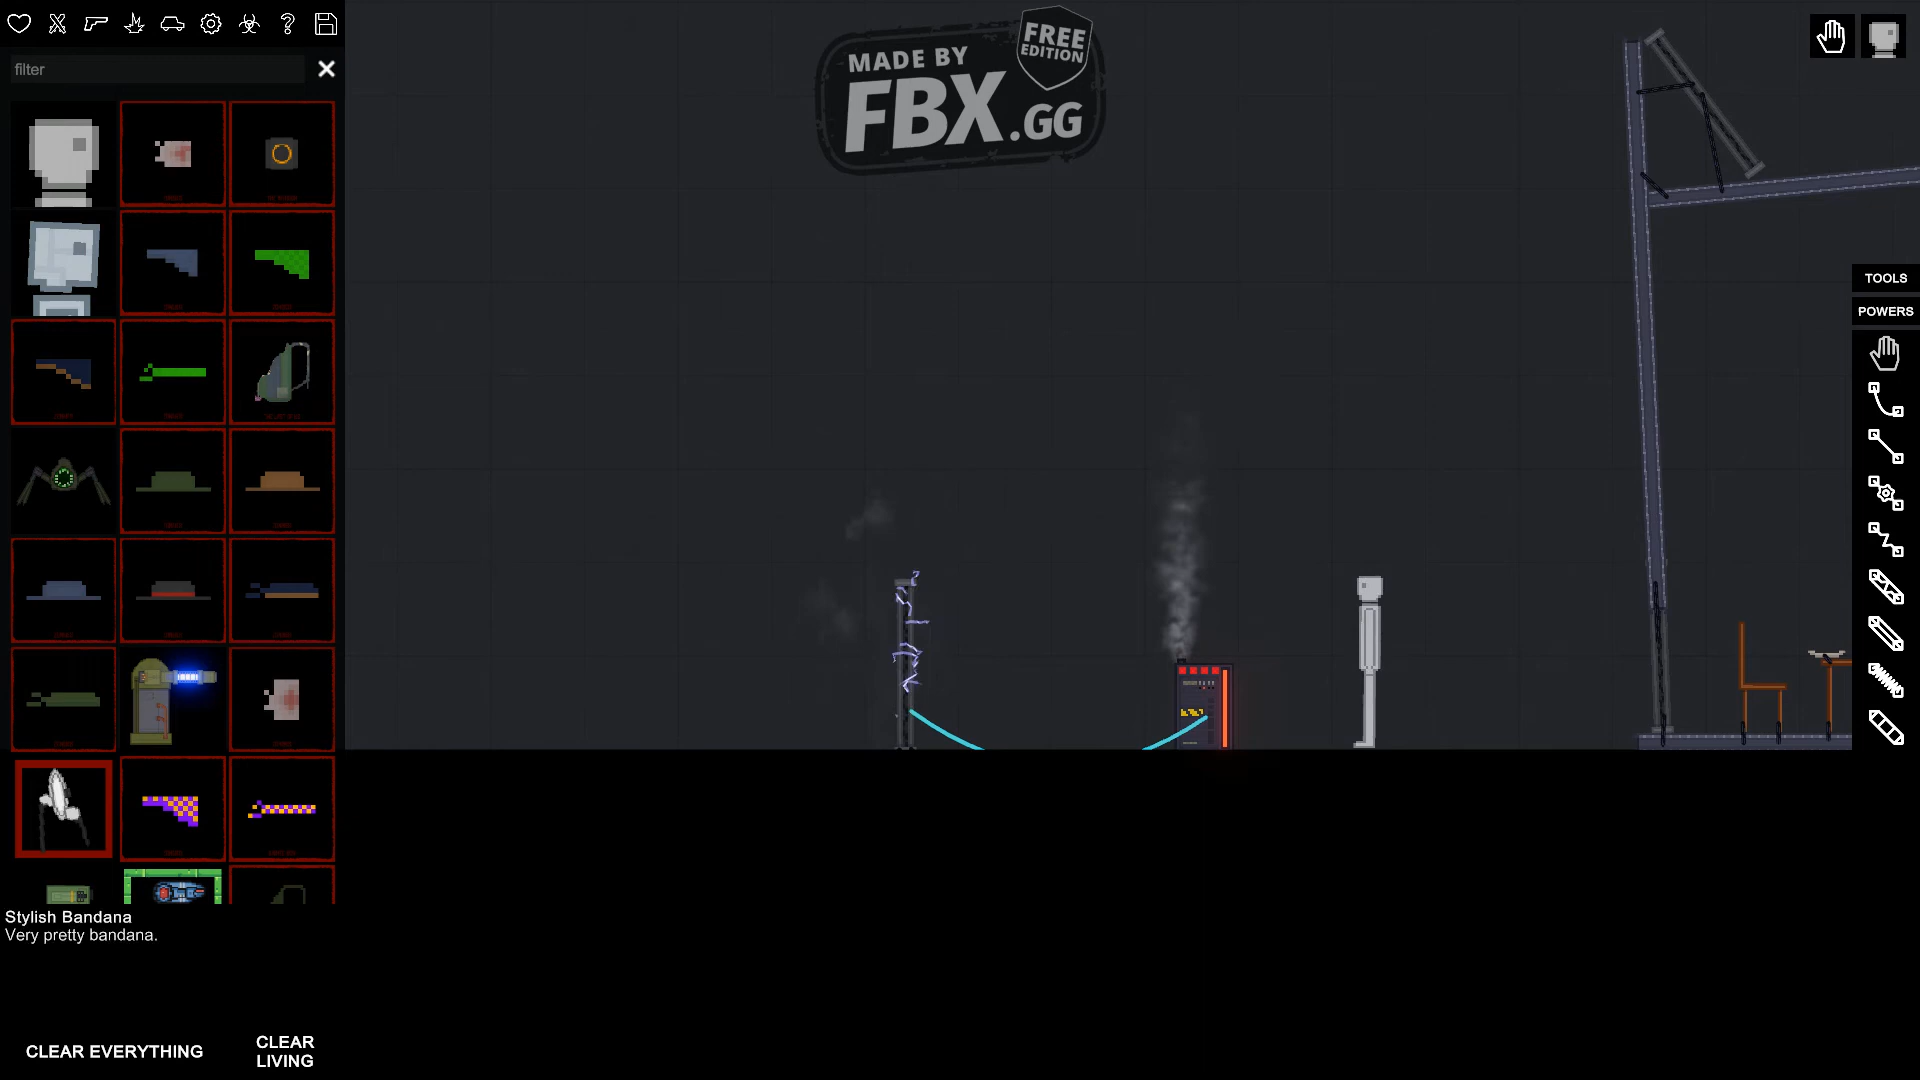 filter
MADE BY
FBX.GG
FREE
EDITION
TOOLS
POWERS
Stylish Bandana
Very pretty bandana.
CLEAR EVERYTHING
CLEAR
LIVING